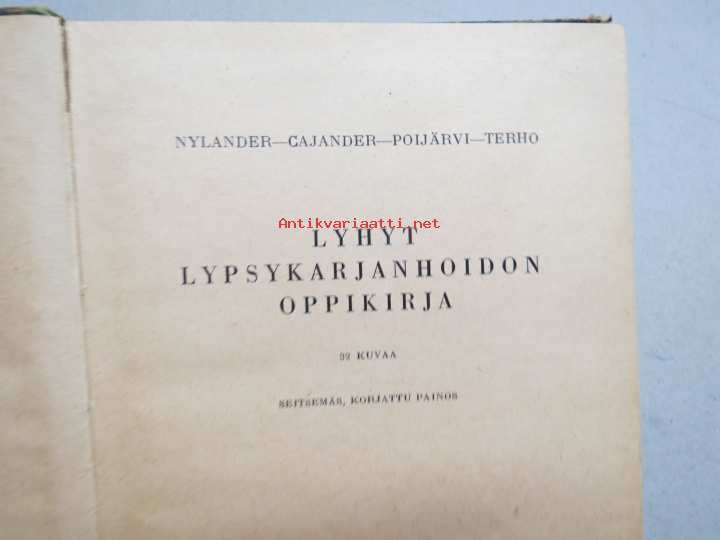 NYLANDER—CAJANDER—POIJÄRVI—TERHO
Antikvariaatti.net
LYHYT
LYPSYKARJANHOIDON
OPPIKIRJA
32 KUVAA
SEITSEMÄS, KORJATTU PAINOS